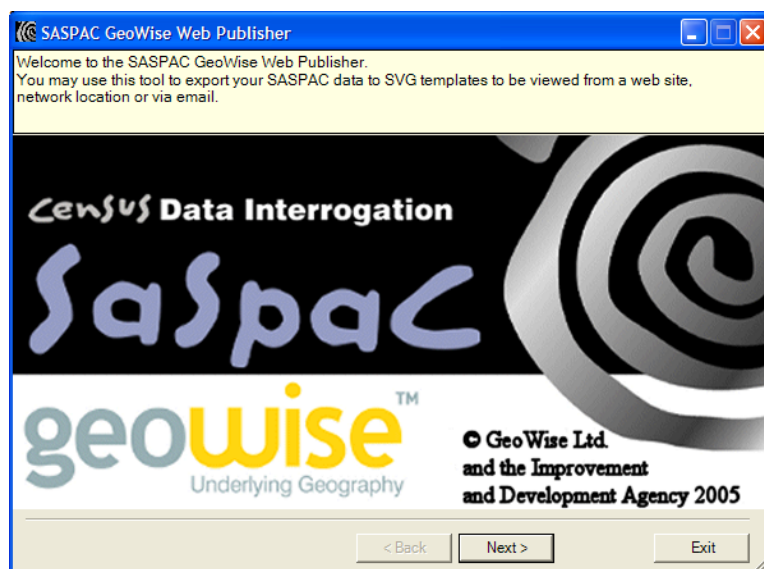 SASPAC GeoWise Web Publisher
Welcome to the SASPAC GeoWise Web Publisher.
You may use this tool to export your SASPAC data to SVG templates to be viewed from a web site,
network location or via email.
Census Data Interrogation
SaSpaC
geowise™
Underlying Geography
© GeoWise Ltd.
and the Improvement
and Development Agency 2005
< Back
Next >
Exit